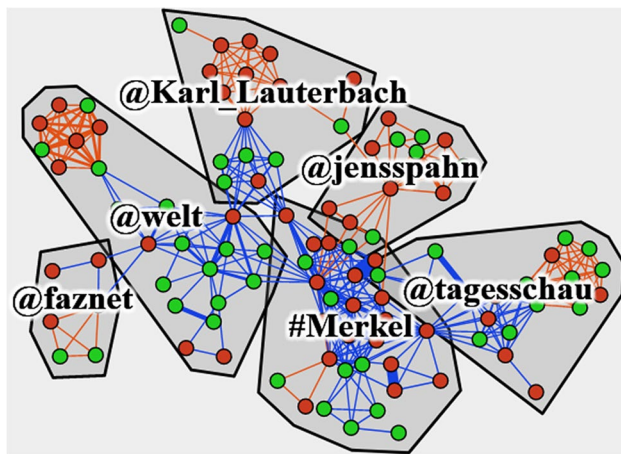 @Karl_Lauterbach
@jensspahn
@welt
@faznet
@tagesschau
#Merkel